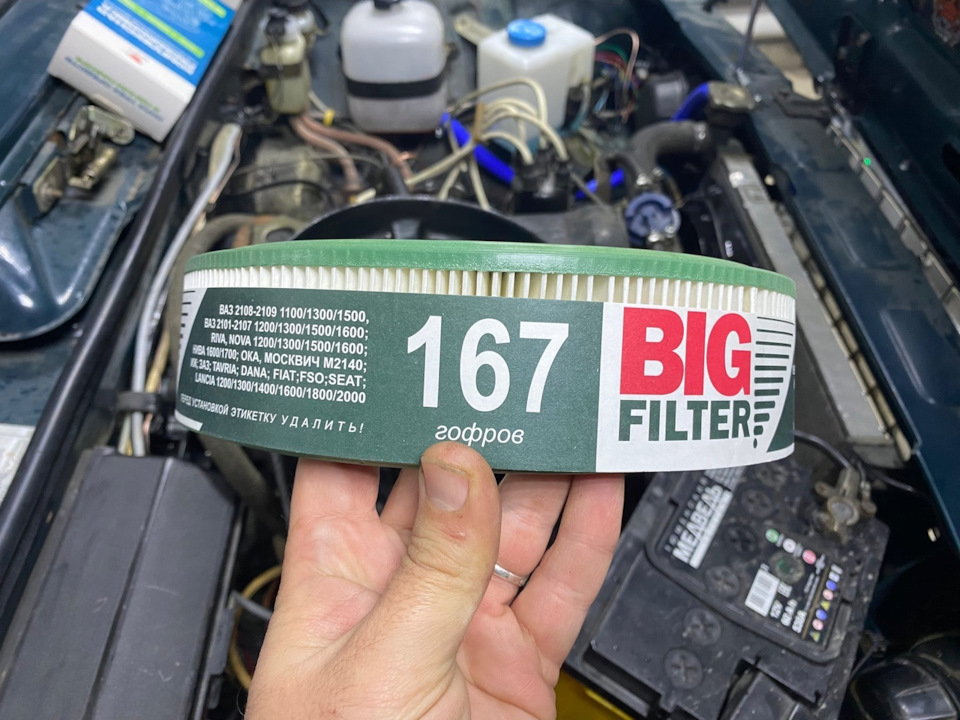 ВАЗ 2108-2109 1100/1300/1500,
ВАЗ 2101-2107 1200/1300/1500/1600;
RIVA, NOVA 1200/1300/1500/1600;
НИВА 1600/1700; ОКА, МОСКВИЧ М2140;
ИЖ; ЗАЗ; TAVRIA; DANA; FIAT;FSO;SEAT;
LANCIA 1200/1300/1400/1600/1800/2000
ПЕРЕД УСТАНОВКОЙ ЭТИКЕТКУ УДАЛИТЬ!
167
гофров
BIG
FILTER
МЕДВЕДЬ